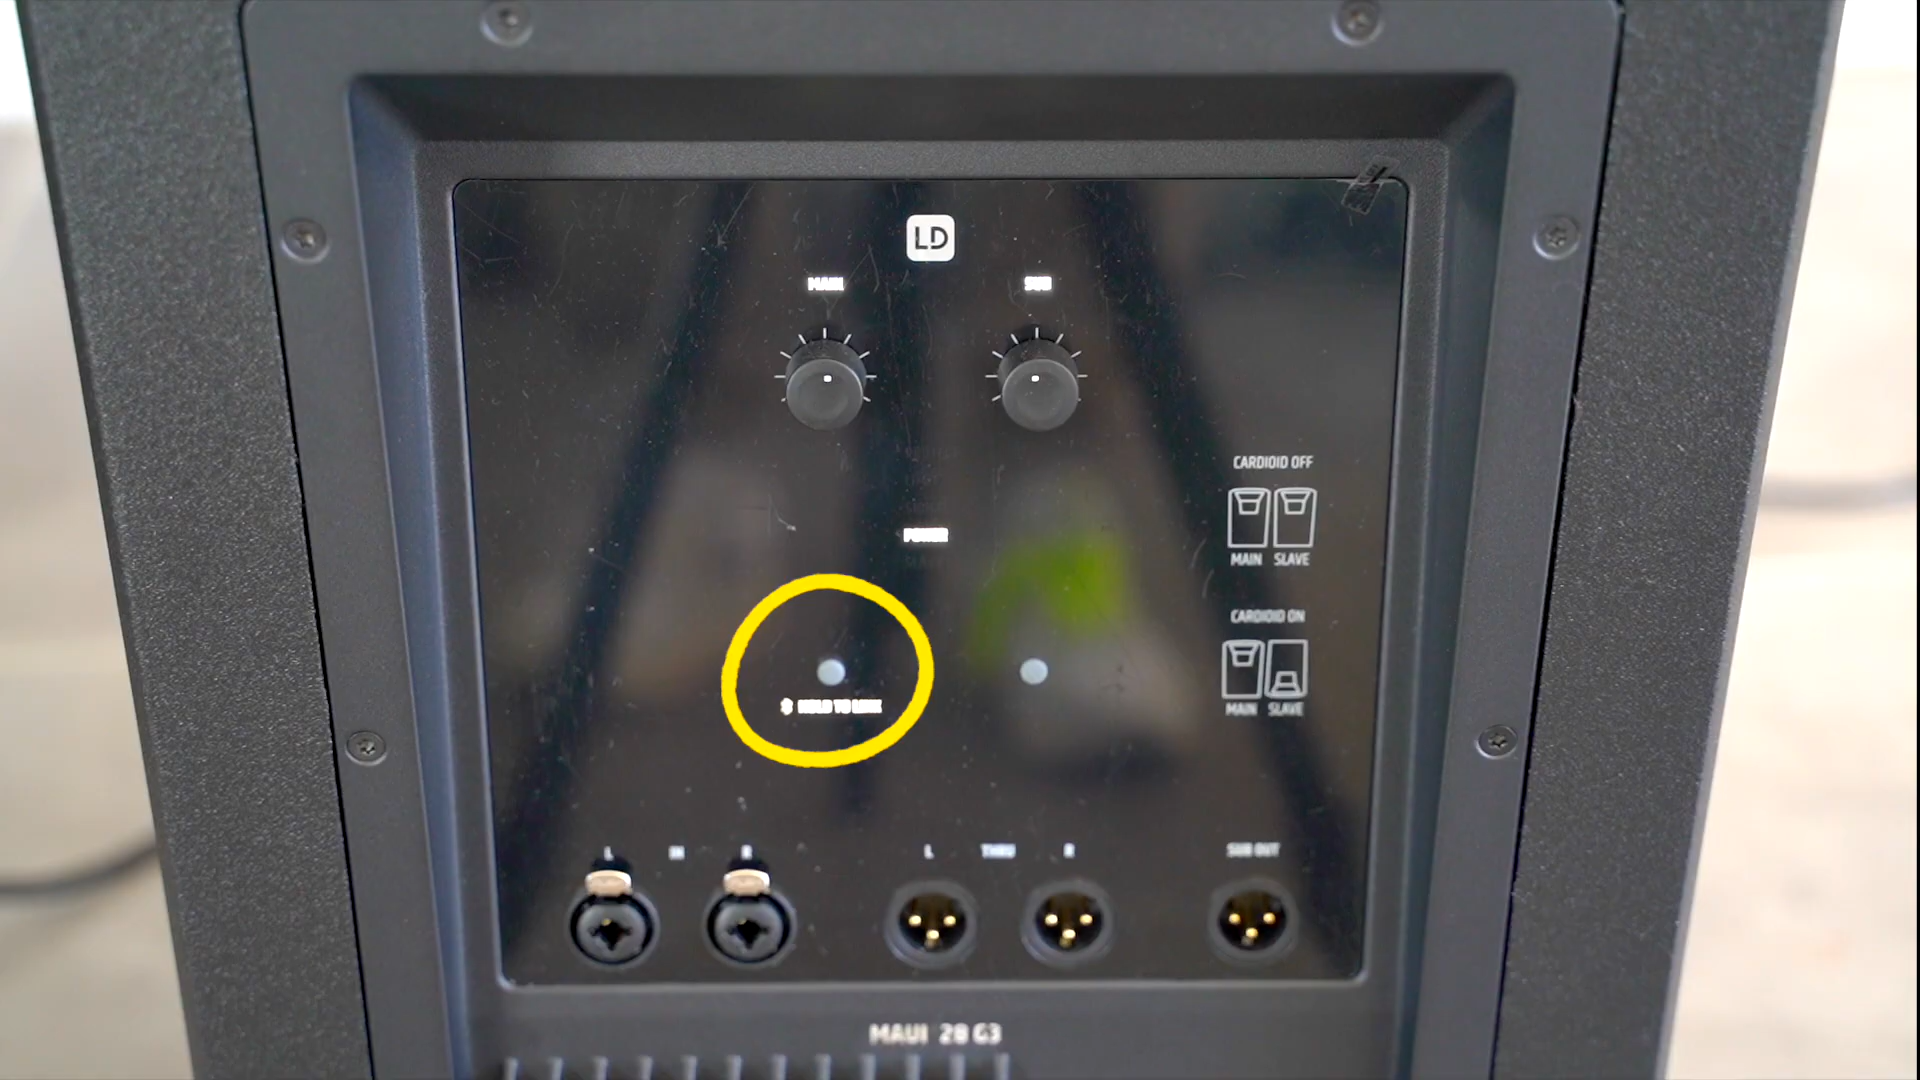 LD
MAIN SUB
CARDIOID OFF
POWER
MAIN SLAVE
CARDIOID ON
HOLD TO LINK
MAIN SLAVE
L IN R L THRU R SUB OUT
MAUI 28 G3